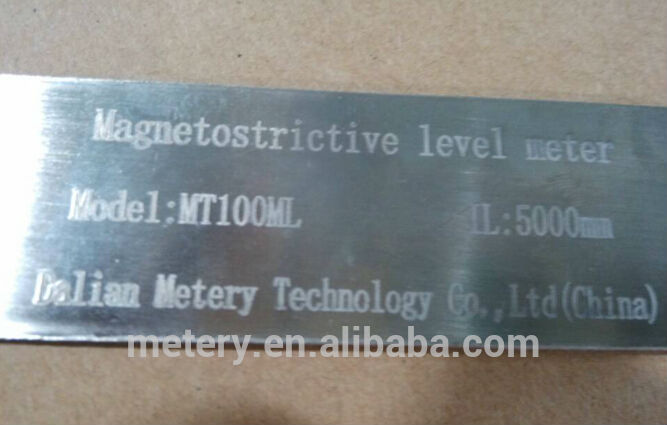 Magnetostrictive level meter
Model:MT100ML IL:5000mm
Dalian Metery Technology Co.,Ltd(China)
metery.en.alibaba.com